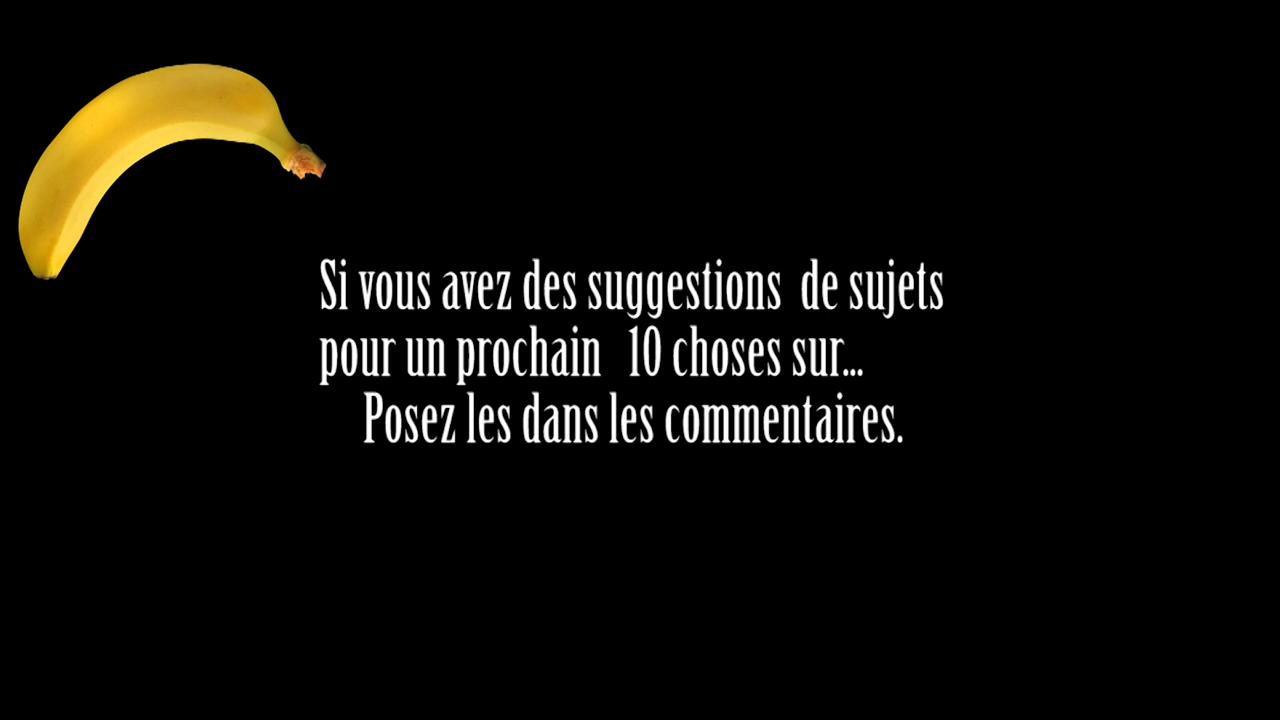 Si vous avez des suggestions de sujets
pour un prochain 10 choses sur...
Posez les dans les commentaires.